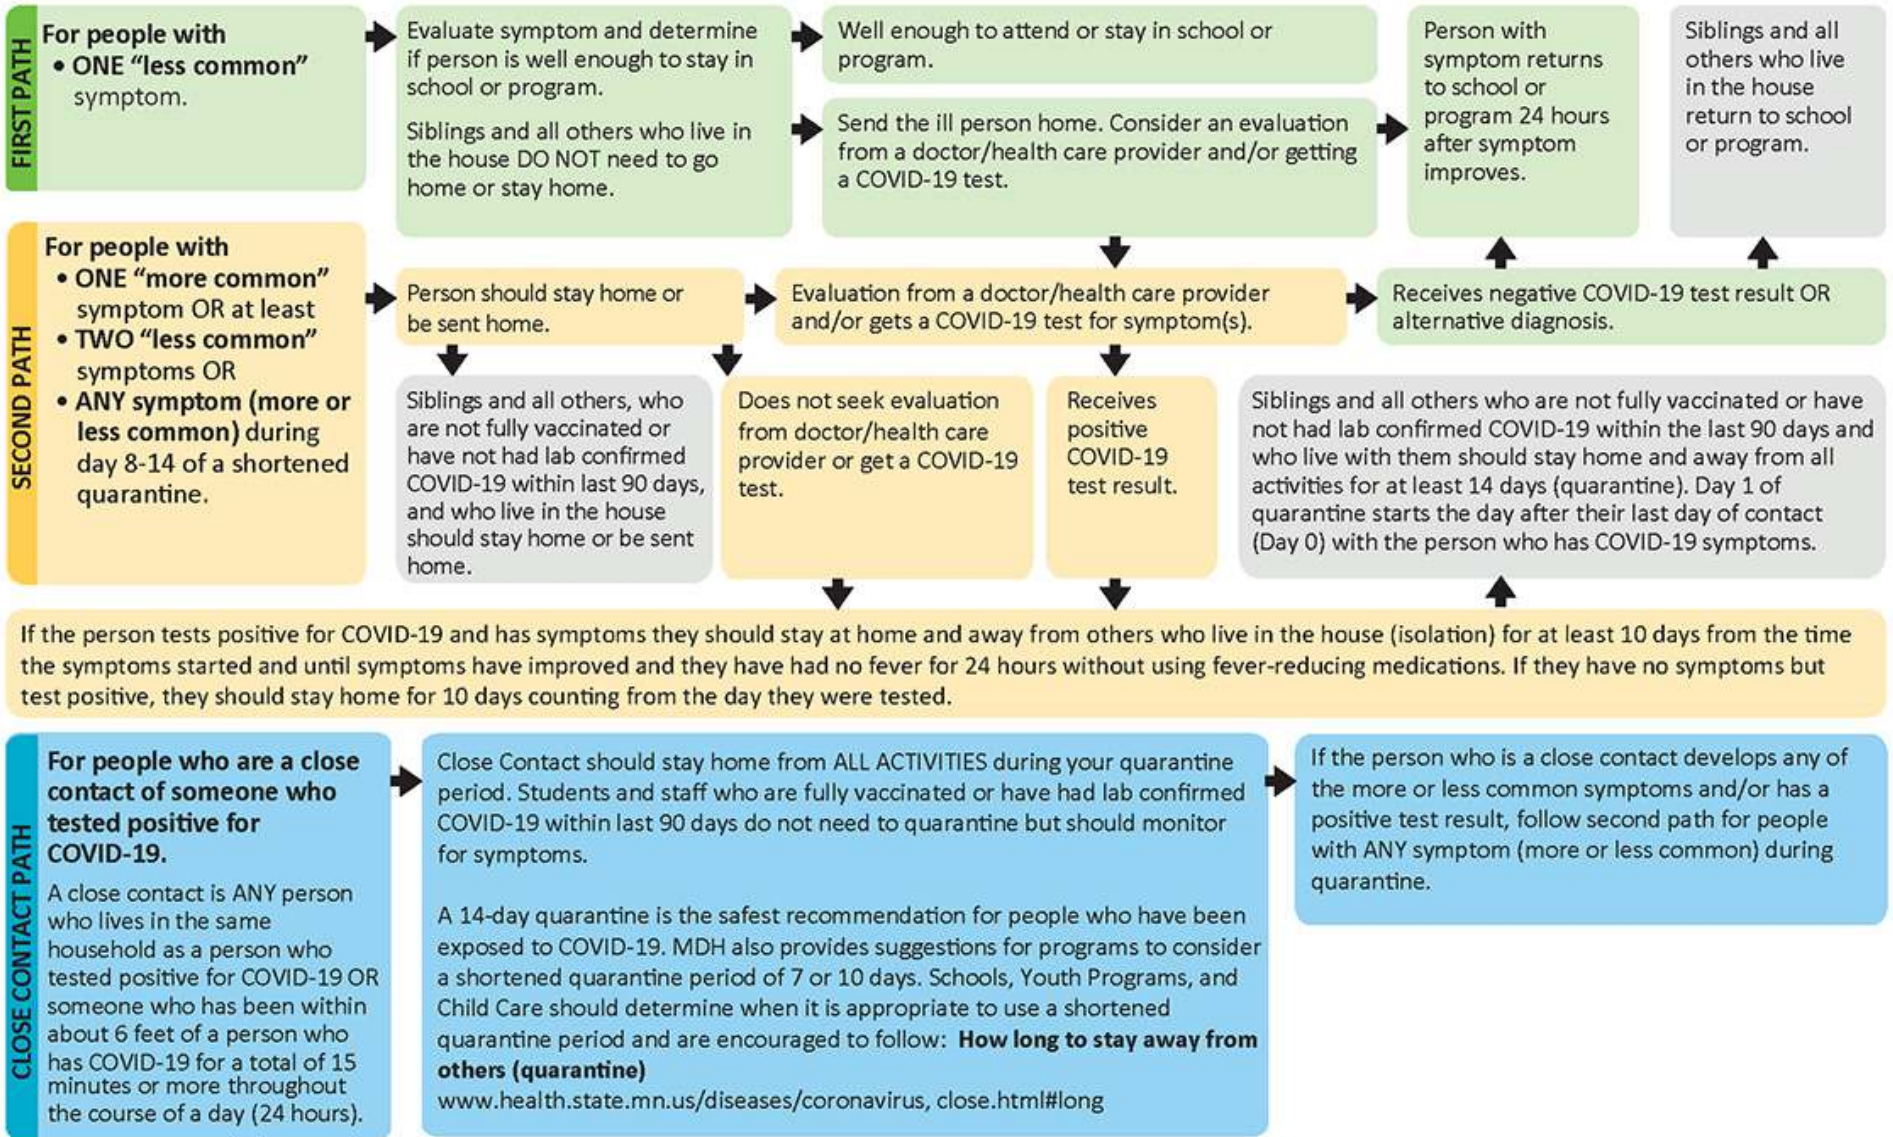 FIRST PATH
For people with
• ONE “less common”
symptom.
Evaluate symptom and determine
if person is well enough to stay in
school or program.
Siblings and all others who live in
the house DO NOT need to go
home or stay home.
Well enough to attend or stay in school or
program.
Send the ill person home. Consider an evaluation
from a doctor/health care provider and/or getting
a COVID-19 test.
Person with
symptom returns
to school or
program 24 hours
after symptom
improves.
Siblings and all
others who live
in the house
return to school
or program.
SECOND PATH
For people with
• ONE “more common”
symptom OR at least
• TWO “less common”
symptoms OR
• ANY symptom (more or
less common) during
day 8-14 of a shortened
quarantine.
Person should stay home or
be sent home.
Evaluation from a doctor/health care provider
and/or gets a COVID-19 test for symptom(s).
Receives negative COVID-19 test result OR
alternative diagnosis.
Siblings and all others, who
are not fully vaccinated or
have not had lab confirmed
COVID-19 within last 90 days,
and who live in the house
should stay home or be sent
home.
Does not seek evaluation
from doctor/health care
provider or get a COVID-19
test.
Receives
positive
COVID-19
test result.
Siblings and all others who are not fully vaccinated or have
not had lab confirmed COVID-19 within the last 90 days and
who live with them should stay home and away from all
activities for at least 14 days (quarantine). Day 1 of
quarantine starts the day after their last day of contact
(Day 0) with the person who has COVID-19 symptoms.
If the person tests positive for COVID-19 and has symptoms they should stay at home and away from others who live in the house (isolation) for at least 10 days from the time
the symptoms started and until symptoms have improved and they have had no fever for 24 hours without using fever-reducing medications. If they have no symptoms but
test positive, they should stay home for 10 days counting from the day they were tested.
CLOSE CONTACT PATH
For people who are a close
contact of someone who
tested positive for
COVID-19.
A close contact is ANY person
who lives in the same
household as a person who
tested positive for COVID-19 OR
someone who has been within
about 6 feet of a person who
has COVID-19 for a total of 15
minutes or more throughout
the course of a day (24 hours).
Close Contact should stay home from ALL ACTIVITIES during your quarantine
period. Students and staff who are fully vaccinated or have had lab confirmed
COVID-19 within last 90 days do not need to quarantine but should monitor
for symptoms.
A 14-day quarantine is the safest recommendation for people who have been
exposed to COVID-19. MDH also provides suggestions for programs to consider
a shortened quarantine period of 7 or 10 days. Schools, Youth Programs, and
Child Care should determine when it is appropriate to use a shortened
quarantine period and are encouraged to follow: How long to stay away from
others (quarantine)
www.health.state.mn.us/diseases/coronavirus, close.html#long
If the person who is a close contact develops any of
the more or less common symptoms and/or has a
positive test result, follow second path for people
with ANY symptom (more or less common) during
quarantine.